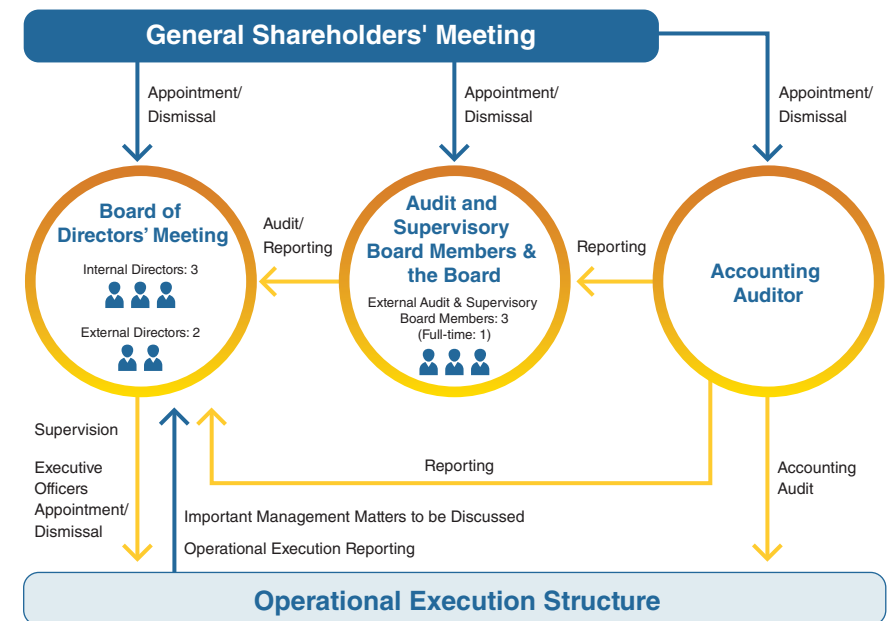 General Shareholders' Meeting
Appointment/
Dismissal
Appointment/
Dismissal
Appointment/
Dismissal
Board of
Directors’ Meeting
Internal Directors: 3
External Directors: 2
Audit/
Reporting
Audit and
Supervisory
Board Members &
the Board
External Audit & Supervisory
Board Members: 3
(Full-time: 1)
Reporting
Accounting
Auditor
Supervision
Executive
Officers
Appointment/
Dismissal
Important Management Matters to be Discussed
Operational Execution Reporting
Reporting
Accounting
Audit
Operational Execution Structure